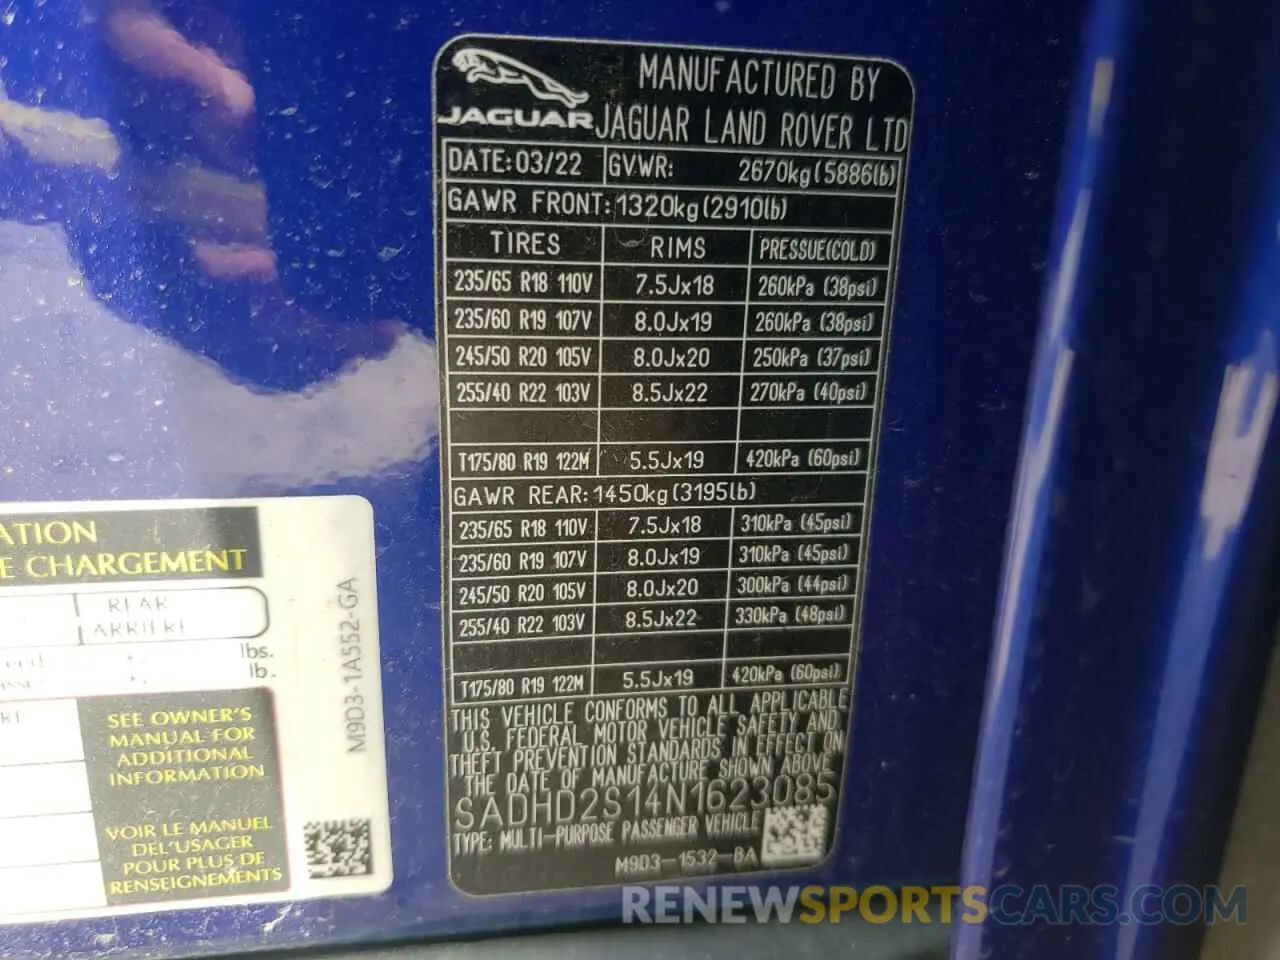 JAGUAR
MANUFACTURED BY
JAGUAR LAND ROVER LTD
DATE:03/22 GVWR: 2670kg(5886lb)
GAWR FRONT:1320kg(2910lb)
TIRES RIMS PRESSUE(COLD)
235/65 R18 110V 7.5Jx18 260kPa (38psi)
235/60 R19 107V 8.0Jx19 260kPa (38psi)
245/50 R20 105V 8.0Jx20 250kPa (37psi)
255/40 R22 103V 8.5Jx22 270kPa (40psi)
T175/80 R19 122M 5.5Jx19 420kPa (60psi)
GAWR REAR:1450kg(3195lb)
235/65 R18 110V 7.5Jx18 310kPa (45psi)
235/60 R19 107V 8.0Jx19 310kPa (45psi)
245/50 R20 105V 8.0Jx20 300kPa (44psi)
255/40 R22 103V 8.5Jx22 330kPa (48psi)
T175/80 R19 122M 5.5Jx19 420kPa (60psi)
THIS VEHICLE CONFORMS TO ALL APPLICABLE
U.S. FEDERAL MOTOR VEHICLE SAFETY AND
THEFT PREVENTION STANDARDS IN EFFECT ON
THE DATE OF MANUFACTURE SHOWN ABOVE
SADHD2S14N1623085
TYPE: MULTI-PURPOSE PASSENGER VEHICLE
M9D3-1532-BA
ATION
E CHARGEMENT
REAR
ARRIERE
lbs.
lb.
SEE OWNER'S
MANUAL FOR
ADDITIONAL
INFORMATION
VOIR LE MANUEL
DEL'USAGER
POUR PLUS DE
RENSEIGNEMENTS
M9D3-1A552-GA
RENEWSPORTSCARS.COM